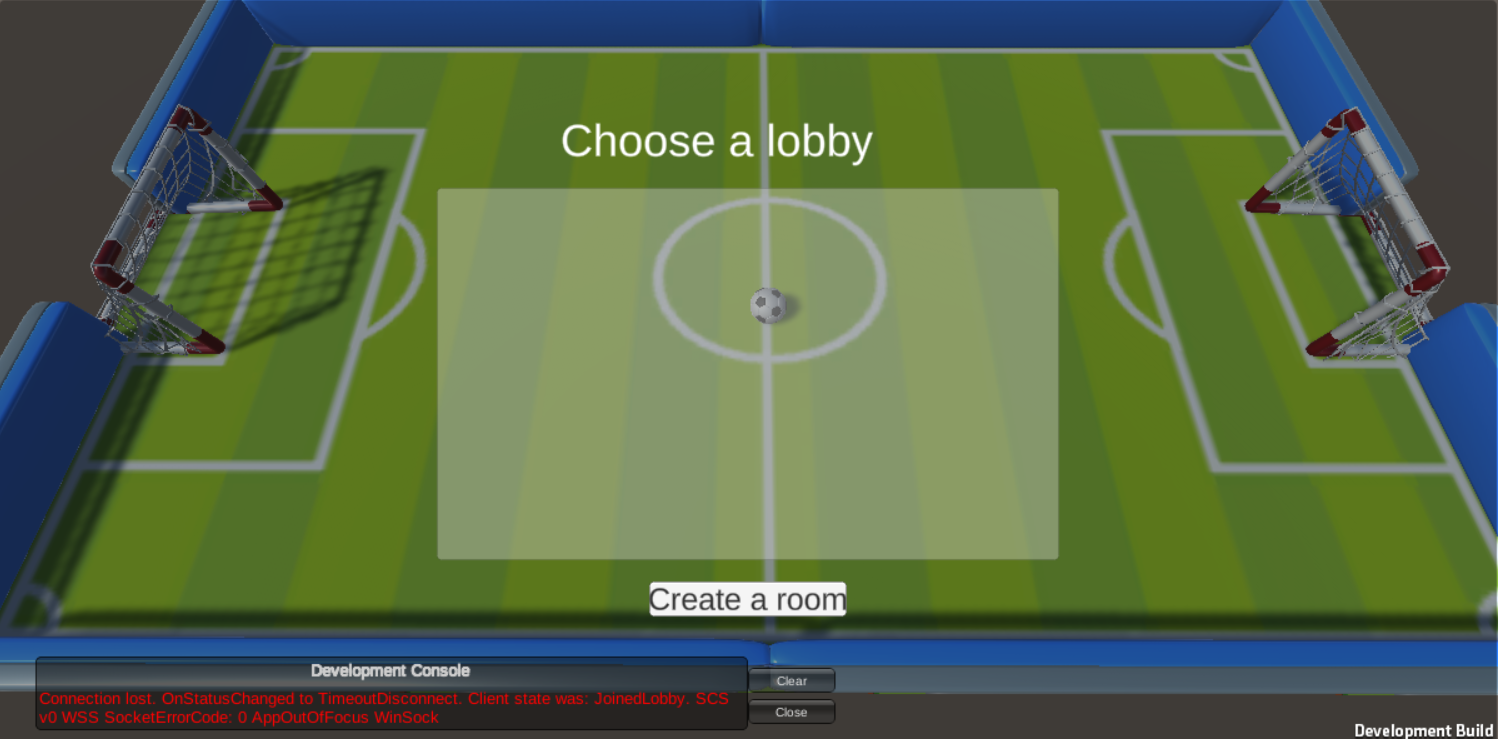 Choose a lobby
Create a room
Development Console
Connection lost. OnStatusChanged to TimeoutDisconnect. Client state was: JoinedLobby. SCS
v0 WSS SocketErrorCode: 0 AppOutOfFocus WinSock
Clear
Close
Development Build